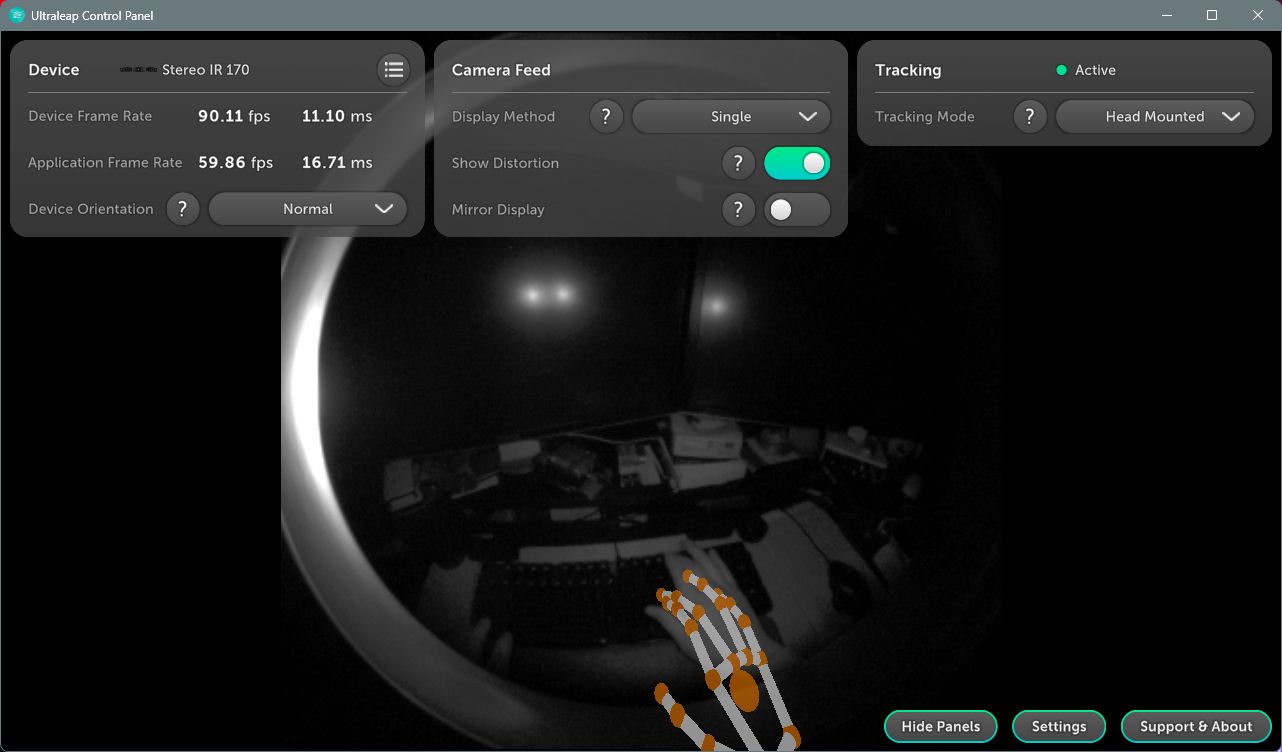 Ultraleap Control Panel
Device Stereo IR 170
Device Frame Rate 90.11 fps 11.10 ms
Application Frame Rate 59.86 fps 16.71 ms
Device Orientation ? Normal
Camera Feed
Display Method ? Single
Show Distortion ?
Mirror Display ?
Tracking Active
Tracking Mode ? Head Mounted
Hide Panels
Settings
Support & About